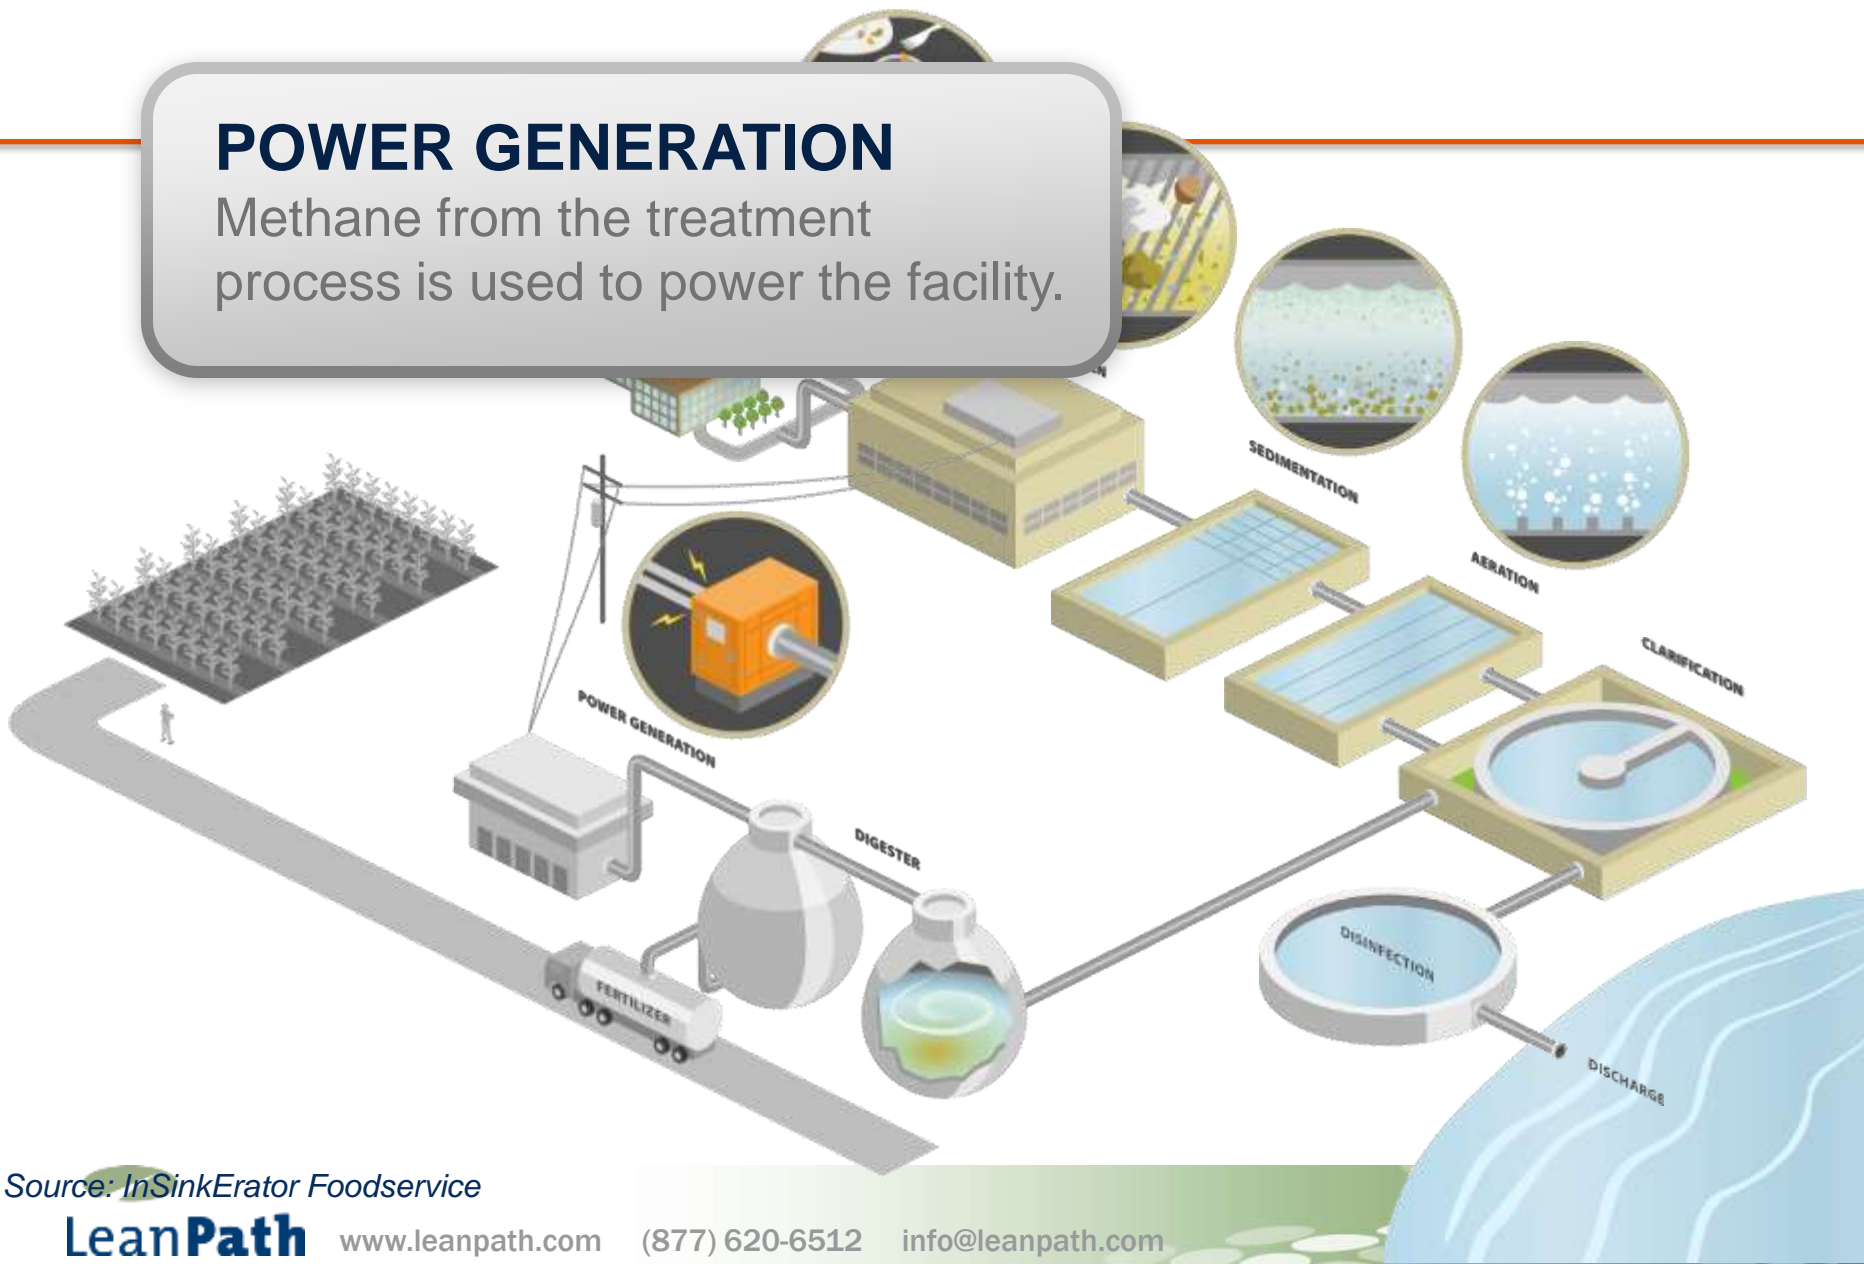 POWER GENERATION
Methane from the treatment
process is used to power the facility.
SEDIMENTATION
AERATION
CLARIFICATION
POWER GENERATION
DIGESTER
DISINFECTION
FERTILIZER
DISCHARGE
Source: InSinkErator Foodservice
LeanPath www.leanpath.com (877) 620-6512 info@leanpath.com